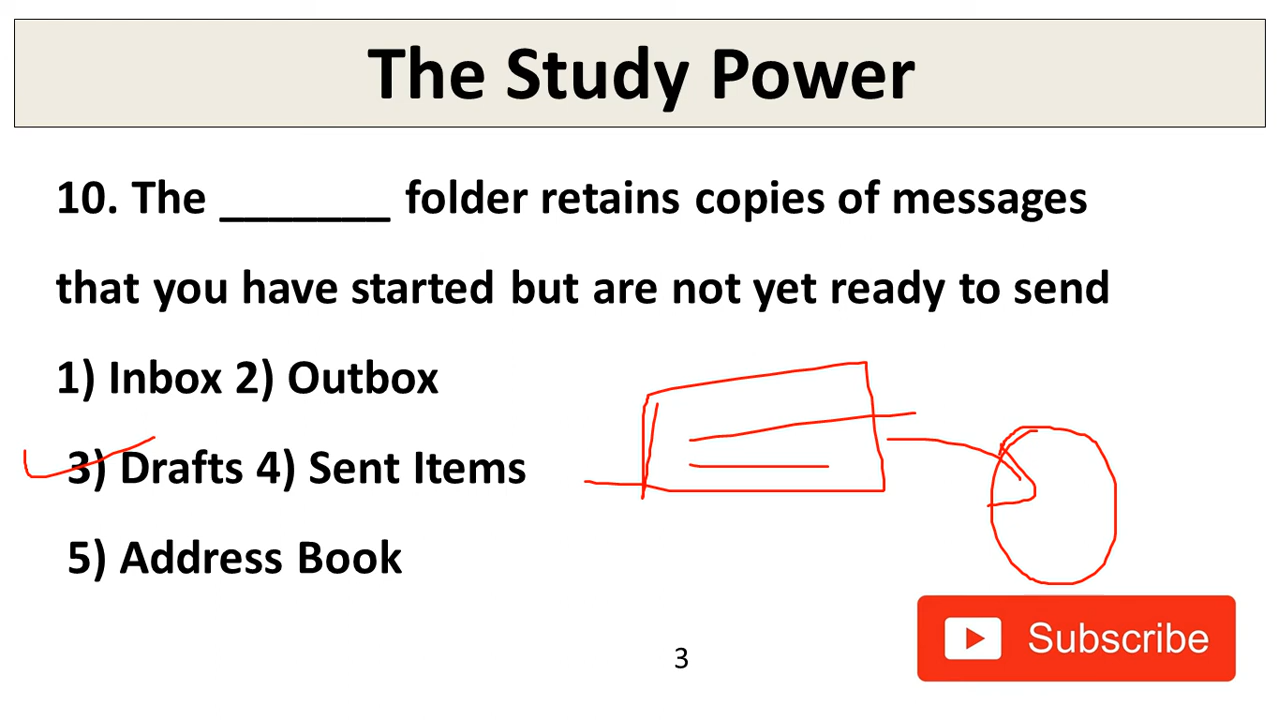 The Study Power
10. The _______ folder retains copies of messages
that you have started but are not yet ready to send
1) Inbox 2) Outbox
3) Drafts 4) Sent Items
5) Address Book
Subscribe
3